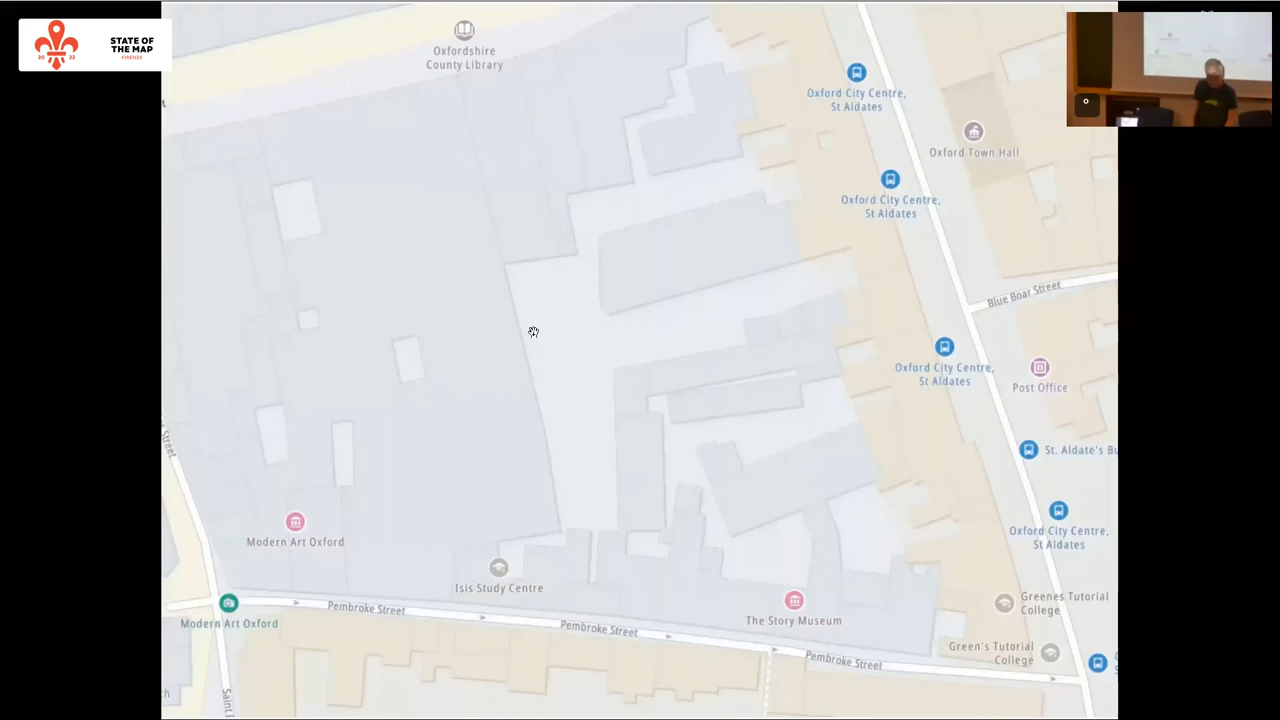 STATE OF
THE MAP
FIRENZE
20 22
Oxfordshire
County Library
Oxford City Centre,
St Aldates
Oxford Town Hall
Oxford City Centre,
St Aldates
Blue Boar Street
Oxford City Centre,
St Aldates
Post Office
St. Aldate's Bu
Street
Modern Art Oxford
Oxford City Centre,
St Aldates
Isis Study Centre
Modern Art Oxford
Pembroke Street
Pembroke Street
The Story Museum
Pembroke Street
Greenes Tutorial
College
Green's Tutorial
College